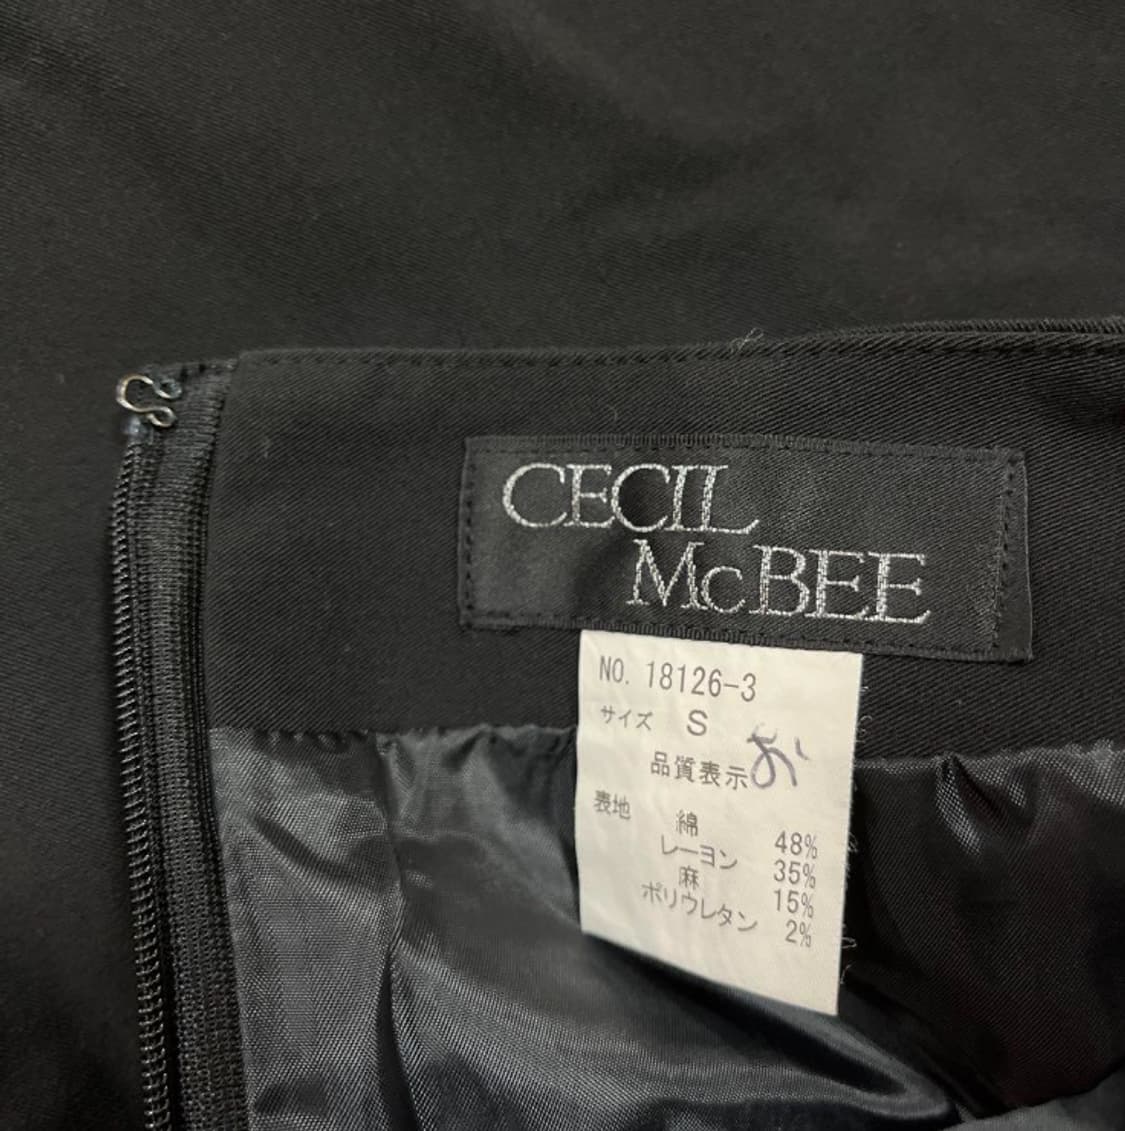 CECIL
McBEE
NO. 18126-3
サイズ S
品質表示 お
表地
綿 48%
レーヨン 35%
麻 15%
ポリウレタン 2%